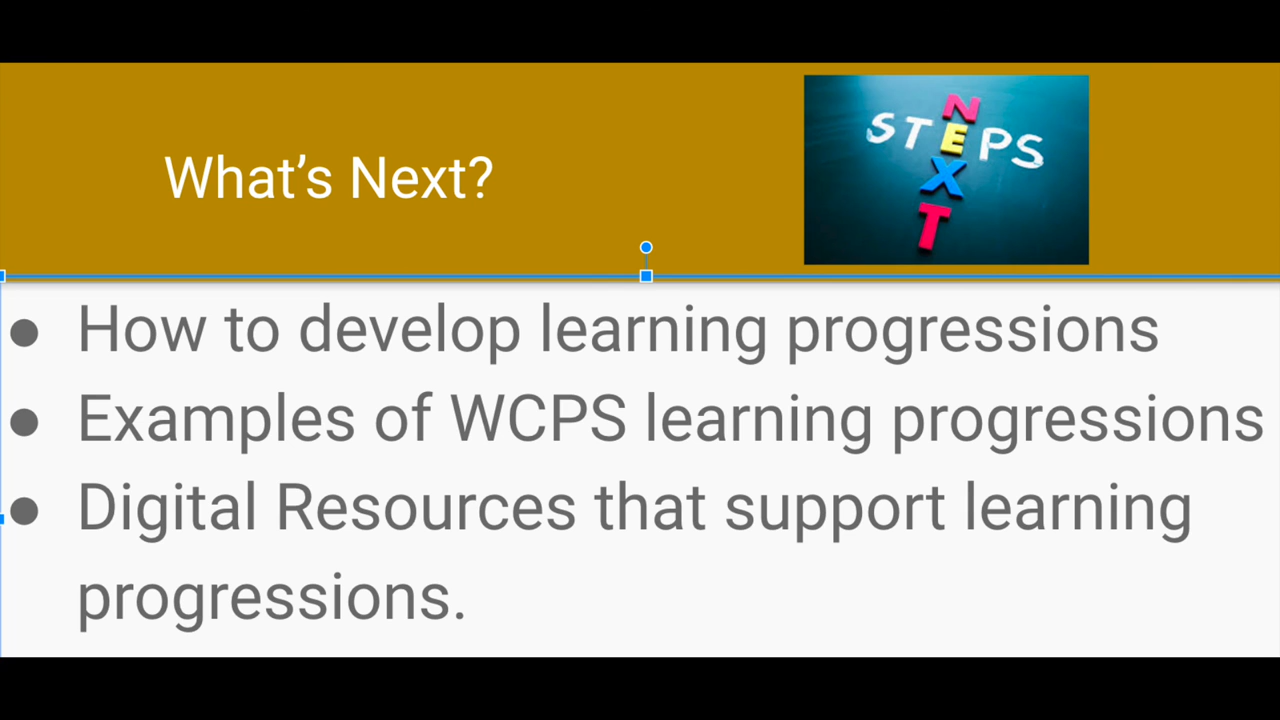 What's Next?
STEPS
NEXT
● How to develop learning progressions
● Examples of WCPS learning progressions
● Digital Resources that support learning
progressions.